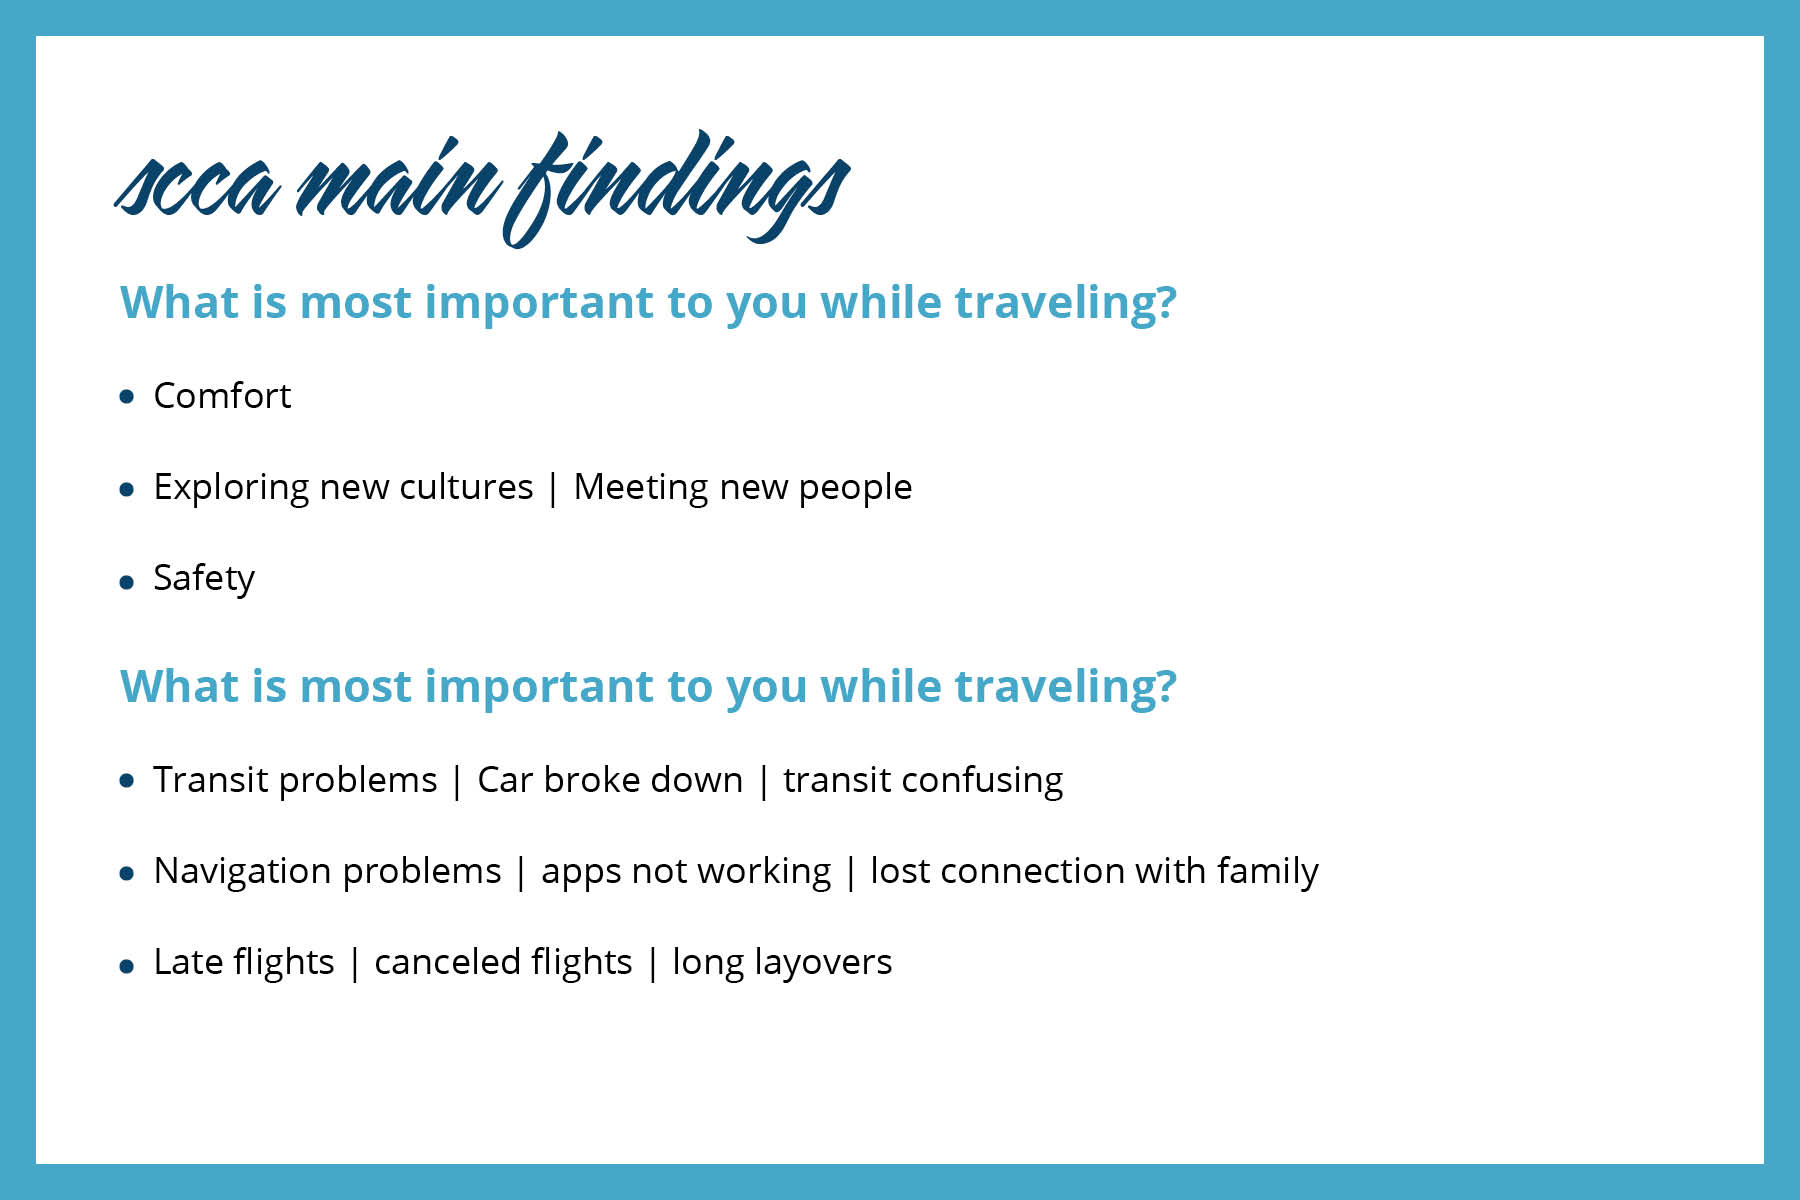 scca main findings
What is most important to you while traveling?
• Comfort
• Exploring new cultures | Meeting new people
• Safety
What is most important to you while traveling?
• Transit problems | Car broke down | transit confusing
• Navigation problems | apps not working | lost connection with family
• Late flights | canceled flights | long layovers